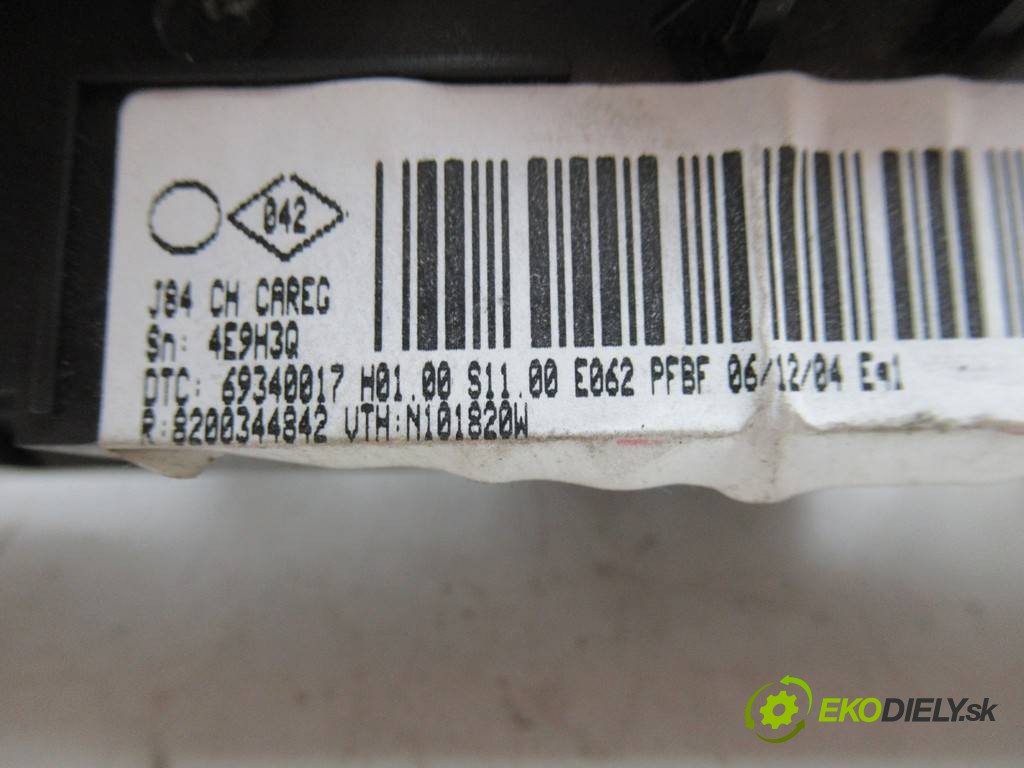 042
J84 CH CAREG
Sn: 4E9H3Q
DTC: 69340017 H01.00 S11.00 E062 PFBF 06/12/04 Eq1
R:8200344842 VTH:N101820W
EKODIELY.sk